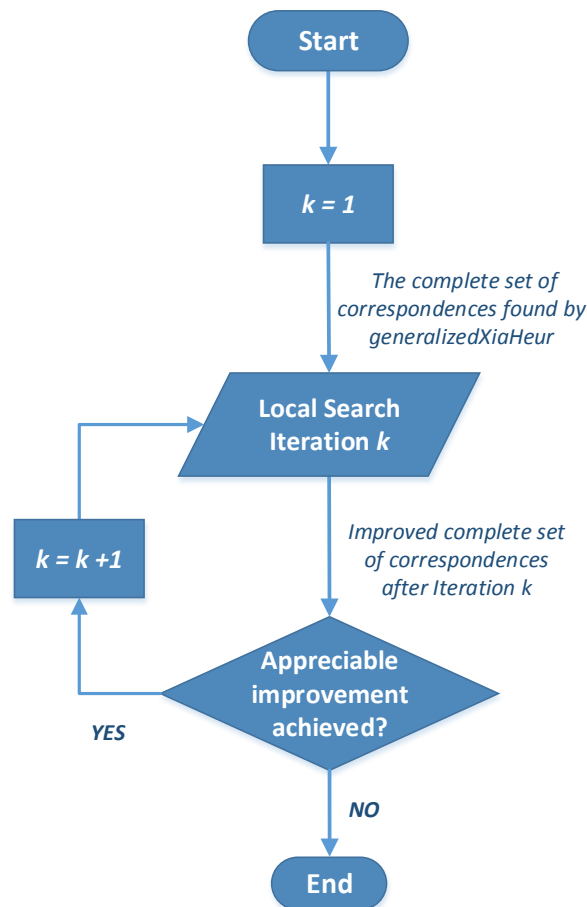 Start
k = 1
The complete set of
correspondences found by
generalizedXiaHeur
Local Search
Iteration k
k = k +1
Improved complete set
of correspondences
after Iteration k
Appreciable
improvement
achieved?
YES
NO
End